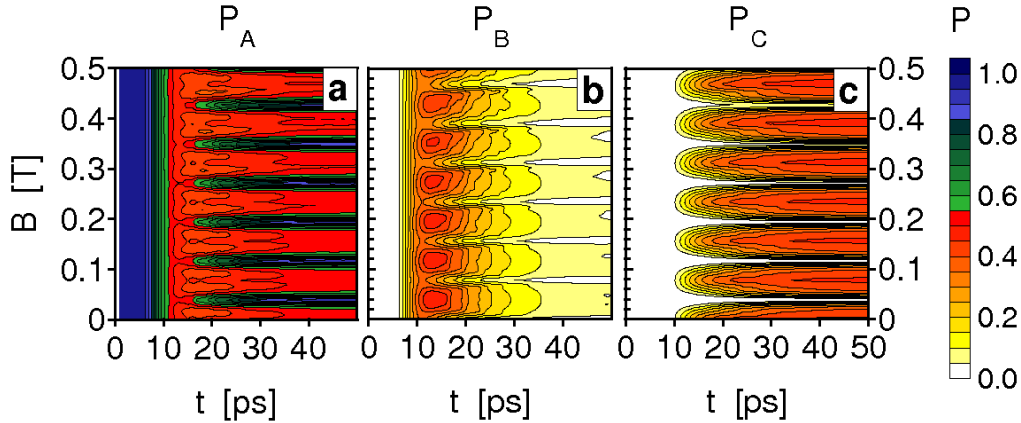 P_A P_B P_C P
a b c
0.5 0.5 1.0
0.4 0.4 0.8
0.3 0.3 0.6
0.2 0.2 0.4
0.1 0.1 0.2
0 0 0.0
B [T]
0 10 20 30 40 0 10 20 30 40 0 10 20 30 40 50
t [ps] t [ps] t [ps]